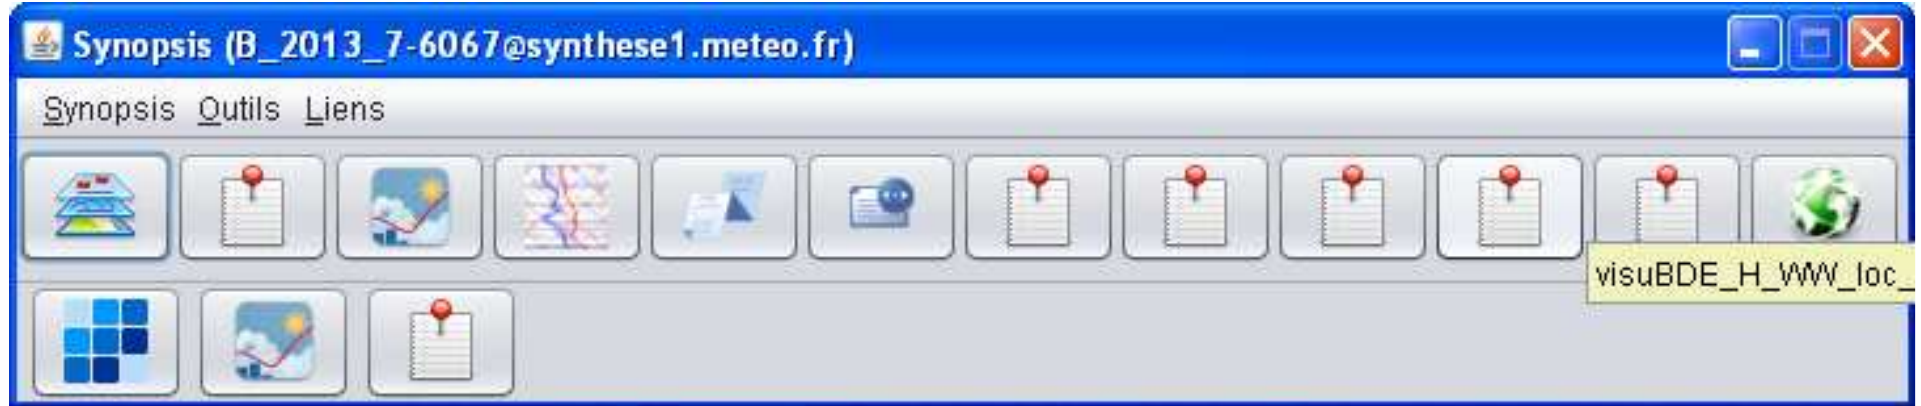 Synopsis (B_2013_7-6067@synthese1.meteo.fr)
Synopsis Outils Liens
visuBDE_H_WW_loc_